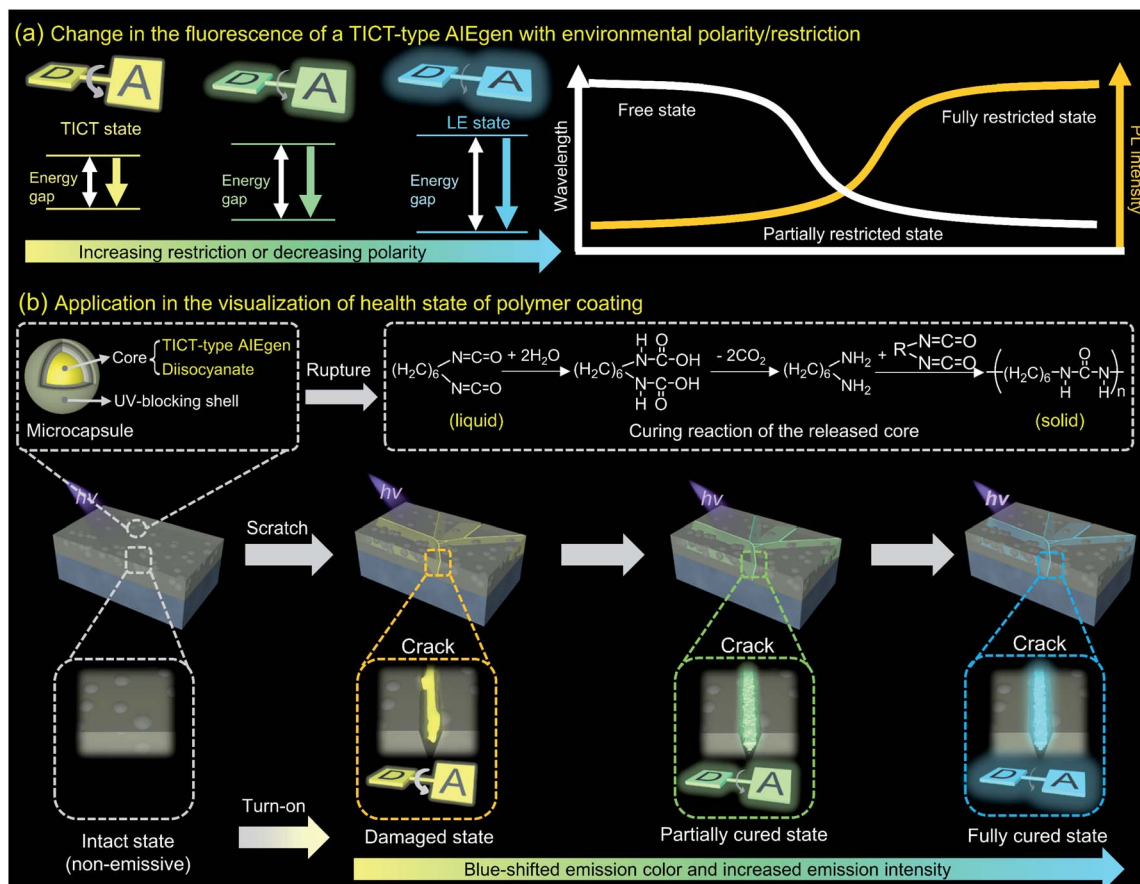 (a) Change in the fluorescence of a TICT-type AIEgen with environmental polarity/restriction
D A
D A
D A
TICT state
LE state
Energy gap
Energy gap
Energy gap
Increasing restriction or decreasing polarity
Wavelength
Free state
Fully restricted state
Partially restricted state
PL intensity
(b) Application in the visualization of health state of polymer coating
Core
TICT-type AIEgen
Diisocyanate
UV-blocking shell
Microcapsule
Rupture
(H2C)6
N=C=O
N=C=O
+ 2H2O
(H2C)6
H O
N-C-OH
N-C-OH
H O
- 2CO2
(H2C)6
NH2
NH2
+
R
N=C=O
N=C=O
(H2C)6-N-C-N
O
H H
n
(liquid)
(solid)
Curing reaction of the released core
hν
Scratch
hν
hν
hν
Crack
Crack
Crack
D A
D A
D A
Intact state
(non-emissive)
Turn-on
Damaged state
Partially cured state
Fully cured state
Blue-shifted emission color and increased emission intensity